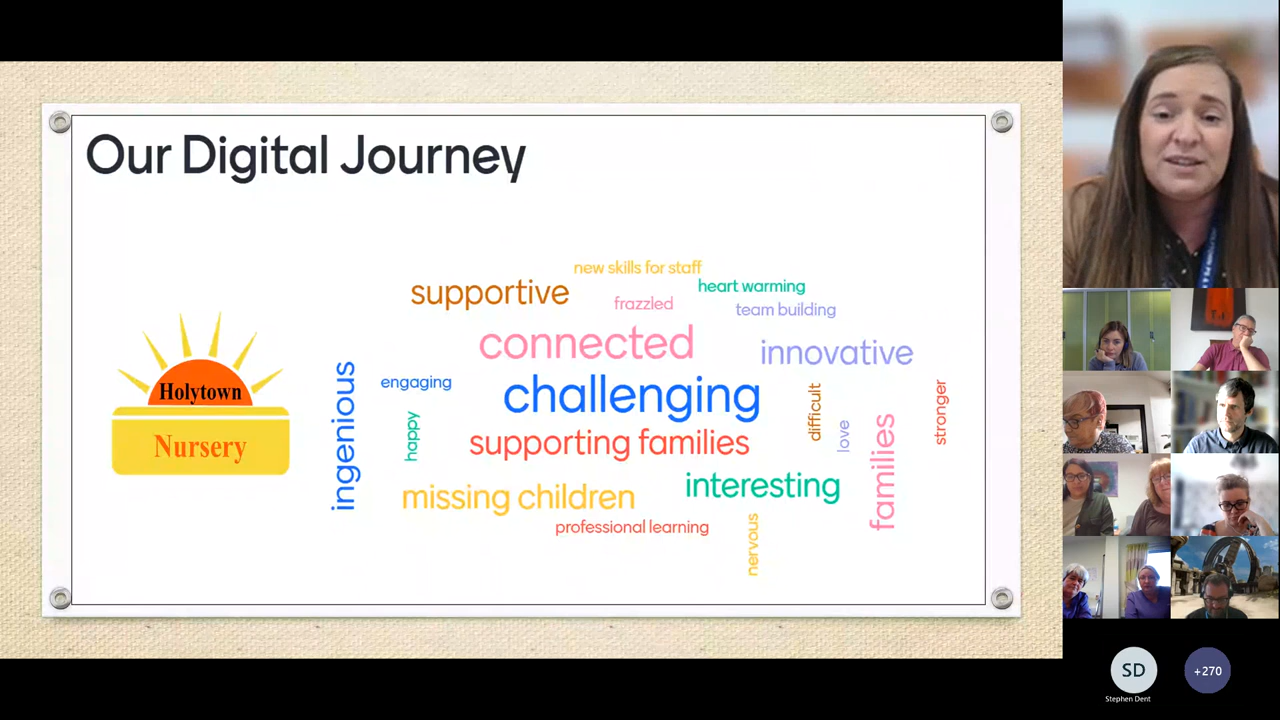 Our Digital Journey
new skills for staff
supportive
heart warming
frazzled
team building
connected
innovative
Holytown
Nursery
ingenious
engaging
challenging
happy
difficult
love
stronger
supporting families
families
missing children
interesting
professional learning
nervous
SD
Stephen Dent
+270